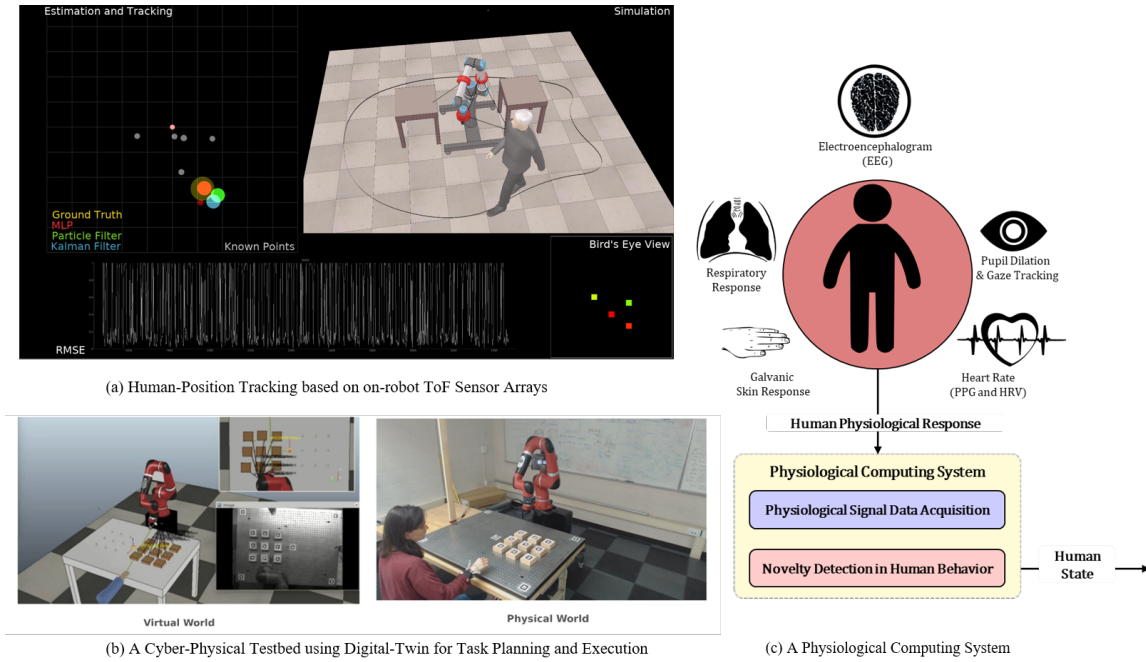 Estimation and Tracking
Simulation
Ground Truth
MLP
Particle Filter
Kalman Filter
Known Points
Bird's Eye View
RMSE
(a) Human-Position Tracking based on on-robot ToF Sensor Arrays
Virtual World
Physical World
(b) A Cyber-Physical Testbed using Digital-Twin for Task Planning and Execution
Electroencephalogram
(EEG)
Respiratory
Response
Pupil Dilation
& Gaze Tracking
Galvanic
Skin Response
Heart Rate
(PPG and HRV)
Human Physiological Response
Physiological Computing System
Physiological Signal Data Acquisition
Novelty Detection in Human Behavior
Human
State
(c) A Physiological Computing System